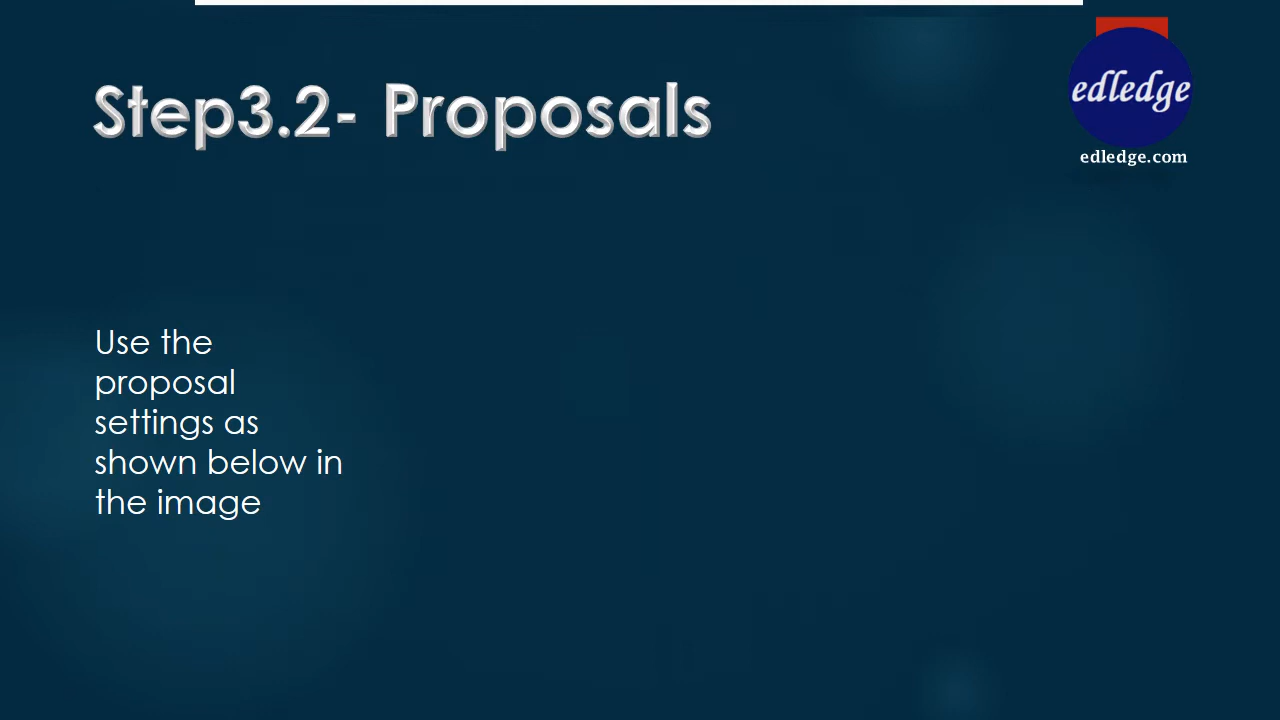 Step3.2- Proposals
edledge
edledge.com
Use the
proposal
settings as
shown below in
the image